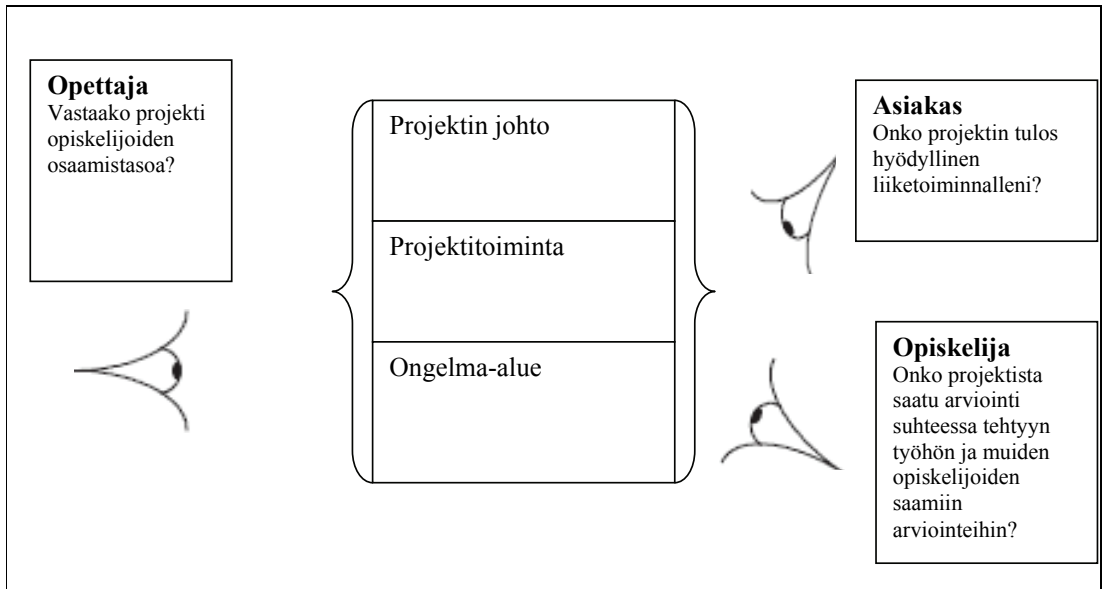 Opettaja
Vastaako projekti
opiskelijoiden
osaamistasoa?
Projektin johto
Projektitoiminta
Ongelma-alue
Asiakas
Onko projektin tulos
hyödyllinen
liiketoiminnalleni?
Opiskelija
Onko projektista
saatu arviointi
suhteessa tehtyyn
työhön ja muiden
opiskelijoiden
saamiin
arviointeihin?